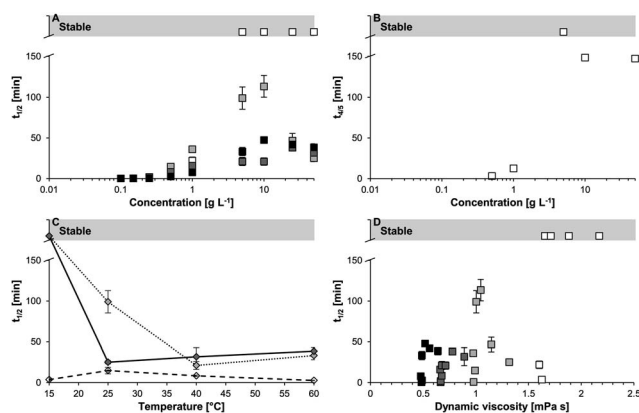 A
Stable
150
100
50
0
t1/2 [min]
0.01
0.1
1
10
Concentration [g L-1]
B
Stable
150
100
50
0
t4/5 [min]
0.01
0.1
1
10
Concentration [g L-1]
C
Stable
150
100
50
0
t1/2 [min]
15 20 25 30 35 40 45 50 55 60
Temperature [°C]
D
Stable
150
100
50
0
t1/2 [min]
0 0.5 1 1.5 2 2.5
Dynamic viscosity [mPa s]